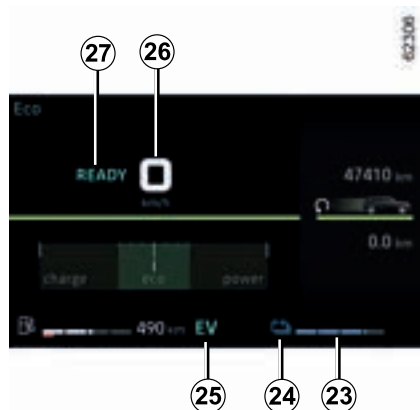 62306
27 26
Eco
READY 0
km/h
47410 km
0.0 km
charge eco power
490 km EV
25 24 23